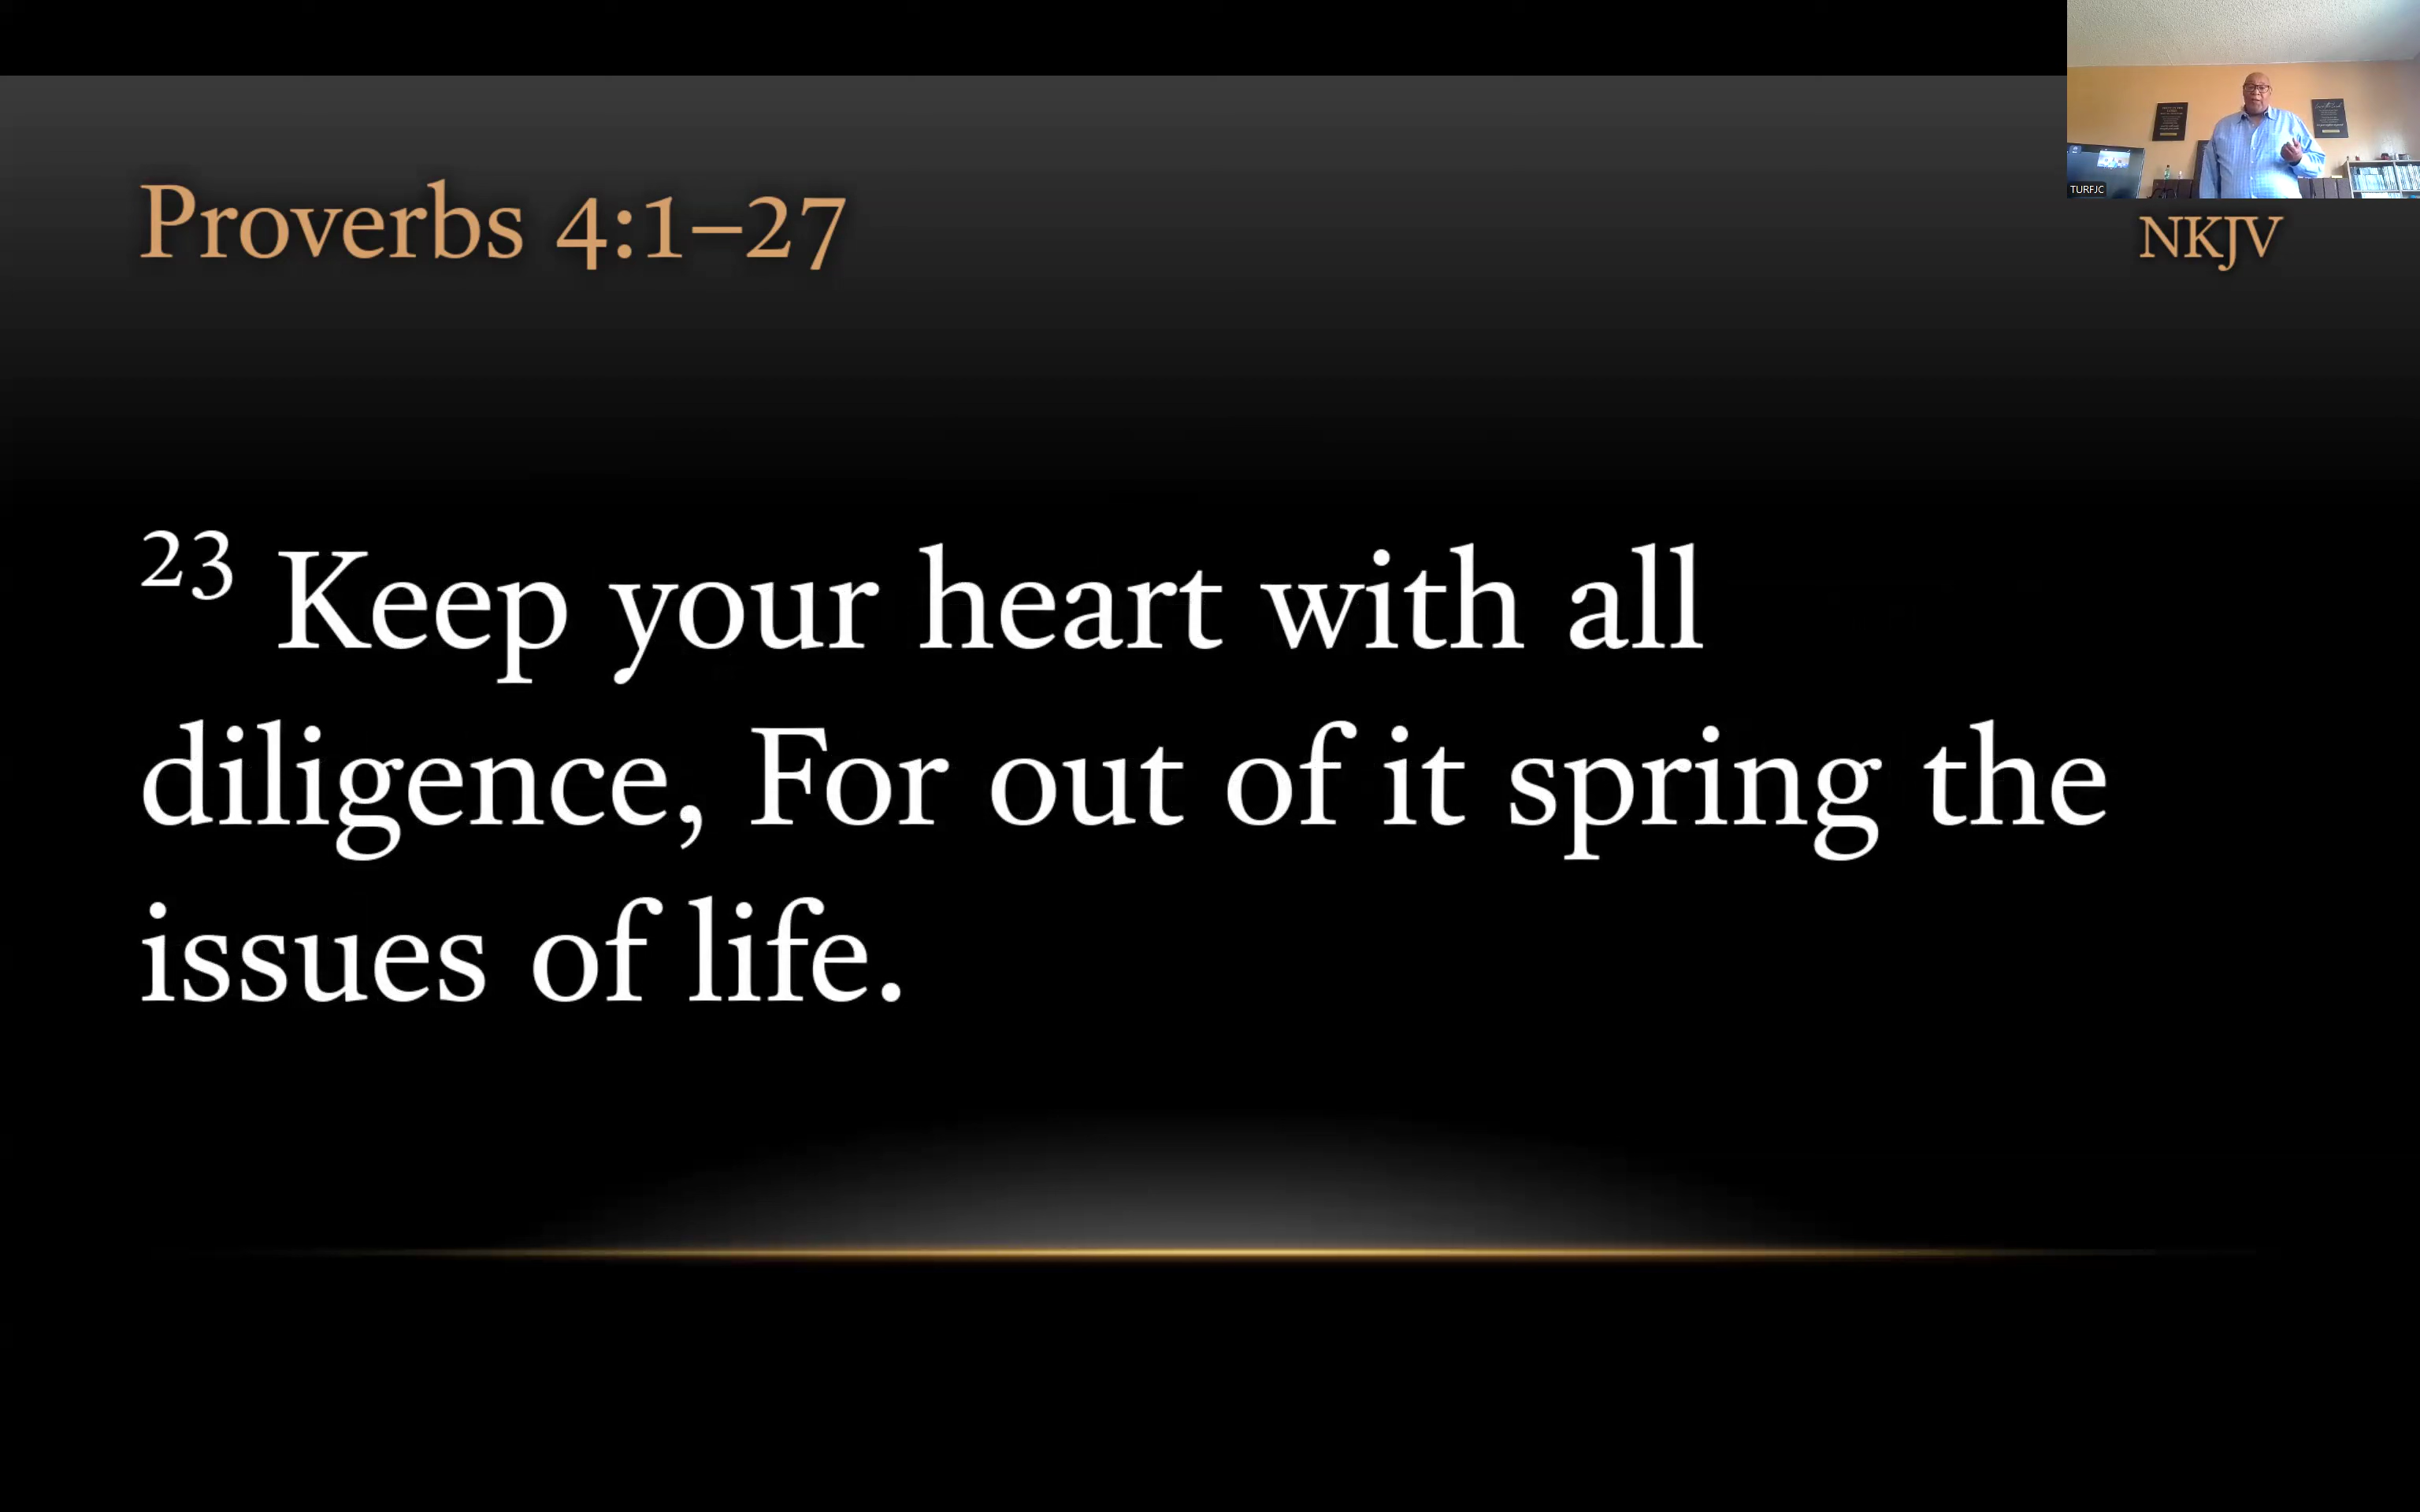 Proverbs 4:1–27
NKJV
TURFJC
23 Keep your heart with all
diligence, For out of it spring the
issues of life.